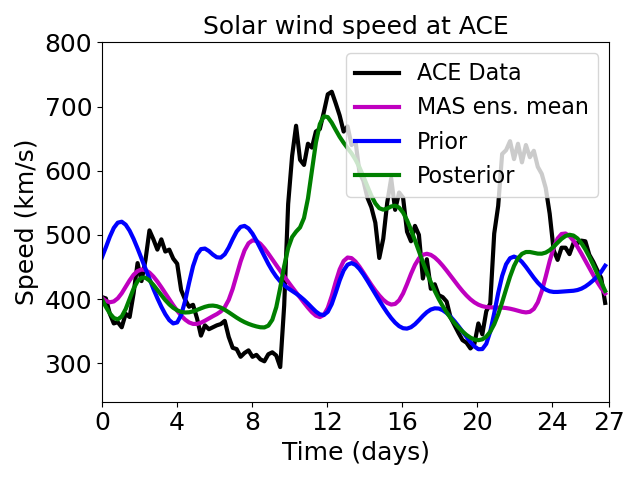 Solar wind speed at ACE
800
700
600
500
400
300
Speed (km/s)
ACE Data
MAS ens. mean
Prior
Posterior
0 4 8 12 16 20 24 27
Time (days)